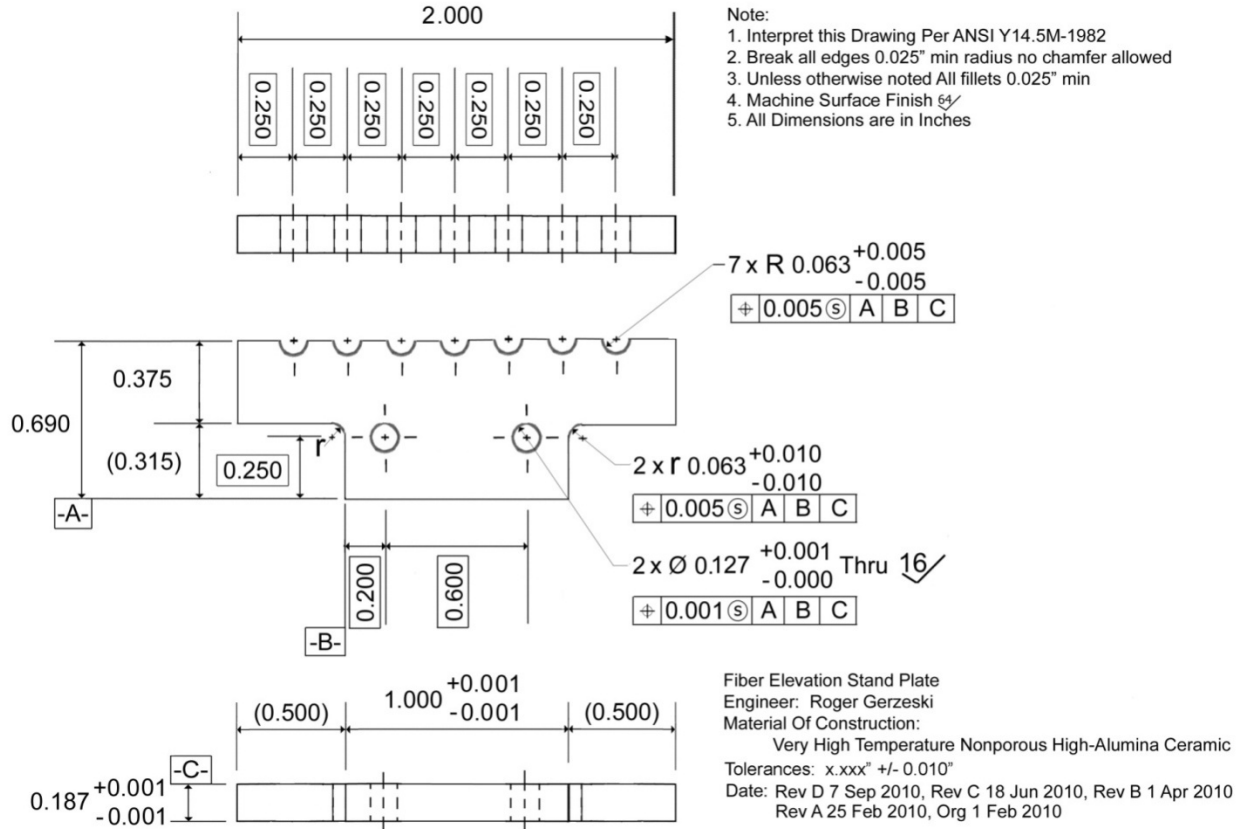 2.000
Note:
1. Interpret this Drawing Per ANSI Y14.5M-1982
2. Break all edges 0.025” min radius no chamfer allowed
3. Unless otherwise noted All fillets 0.025” min
4. Machine Surface Finish 64
5. All Dimensions are in Inches
0.250 0.250 0.250 0.250 0.250 0.250 0.250
7 x R 0.063 +0.005 -0.005
⌖ 0.005 Ⓢ A B C
0.375
0.690
(0.315)
0.250
r
-A-
2 x r 0.063 +0.010 -0.010
⌖ 0.005 Ⓢ A B C
2 x Ø 0.127 +0.001 -0.000 Thru 16
⌖ 0.001 Ⓢ A B C
0.200 0.600
-B-
(0.500) 1.000 +0.001 -0.001 (0.500)
-C-
0.187 +0.001 -0.001
Fiber Elevation Stand Plate
Engineer: Roger Gerzeski
Material Of Construction:
Very High Temperature Nonporous High-Alumina Ceramic
Tolerances: x.xxx” +/- 0.010”
Date: Rev D 7 Sep 2010, Rev C 18 Jun 2010, Rev B 1 Apr 2010
Rev A 25 Feb 2010, Org 1 Feb 2010